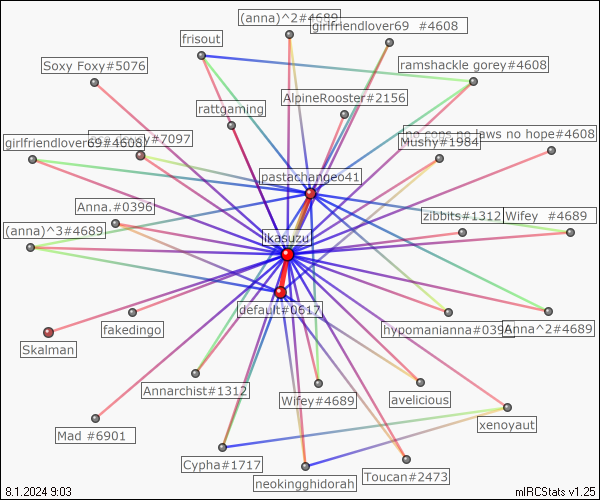 (anna)^2#4689
girlfriendlover69 #4608
frisout
Soxy Foxy#5076
ramshackle gorey#4608
AlpineRooster#2156
rattgaming
no cops no laws no hope#4608
#7097
girlfriendlover69#4608
Mushy#1984
pastachangeo41
Anna.#0396
zibbits#1312
Wifey #4689
(anna)^3#4689
ikasuzu
default#0617
fakedingo
hypomanianna#0396
Anna^2#4689
Skalman
Annarchist#1312
Wifey#4689
avelicious
xenoyaut
Mad #6901
Cypha#1717
neokingghidorah
Toucan#2473
8.1.2024 9:03
mIRCStats v1.25